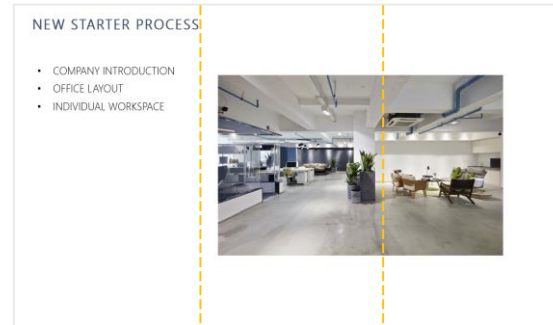 NEW STARTER PROCESS
• COMPANY INTRODUCTION
• OFFICE LAYOUT
• INDIVIDUAL WORKSPACE